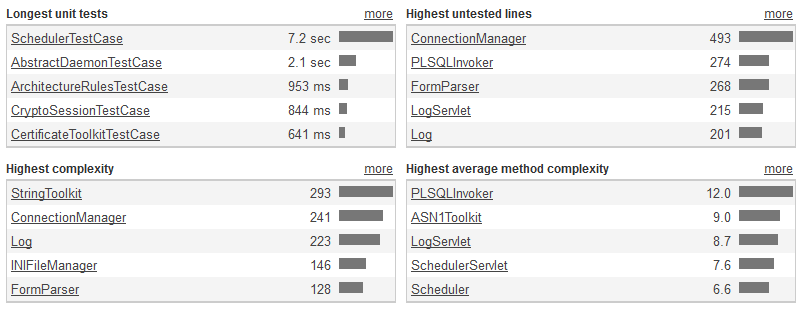 Longest unit tests more
SchedulerTestCase 7.2 sec
AbstractDaemonTestCase 2.1 sec
ArchitectureRulesTestCase 953 ms
CryptoSessionTestCase 844 ms
CertificateToolkitTestCase 641 ms
Highest untested lines more
ConnectionManager 493
PLSQLInvoker 274
FormParser 268
LogServlet 215
Log 201
Highest complexity more
StringToolkit 293
ConnectionManager 241
Log 223
INIFileManager 146
FormParser 128
Highest average method complexity more
PLSQLInvoker 12.0
ASN1Toolkit 9.0
LogServlet 8.7
SchedulerServlet 7.6
Scheduler 6.6